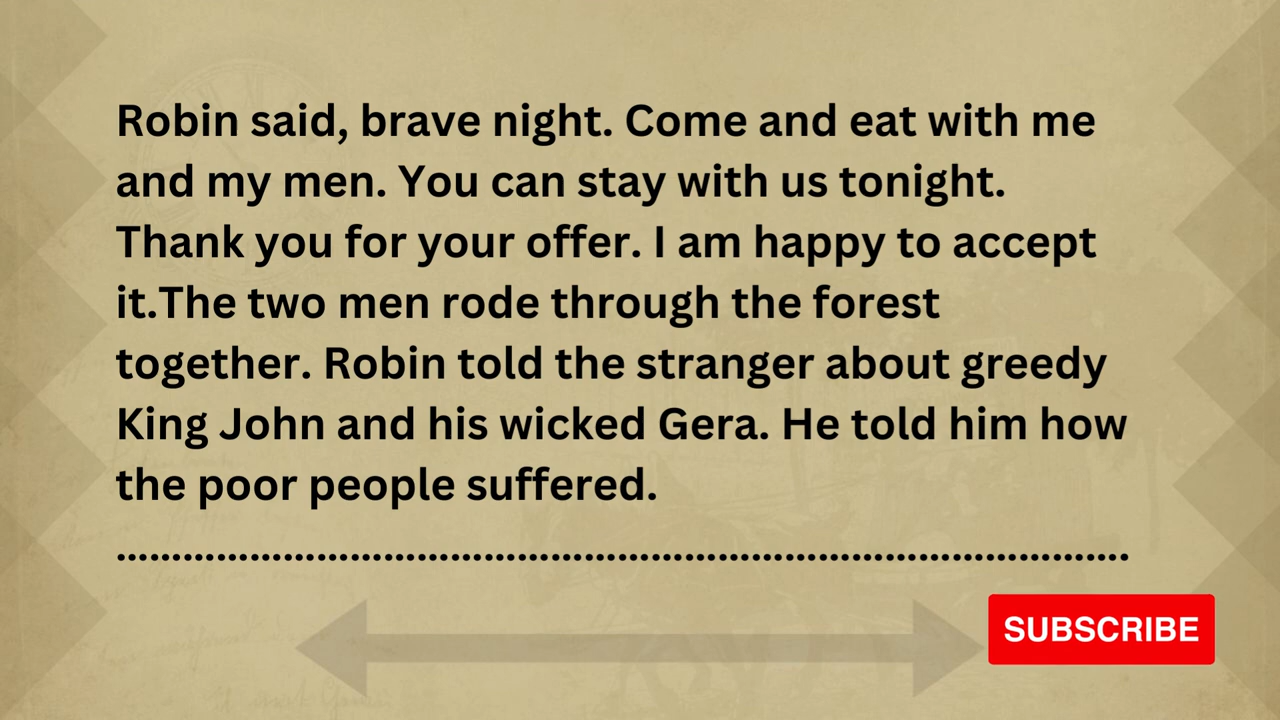 Robin said, brave night. Come and eat with me
and my men. You can stay with us tonight.
Thank you for your offer. I am happy to accept
it.The two men rode through the forest
together. Robin told the stranger about greedy
King John and his wicked Gera. He told him how
the poor people suffered.
............................................................................................
SUBSCRIBE